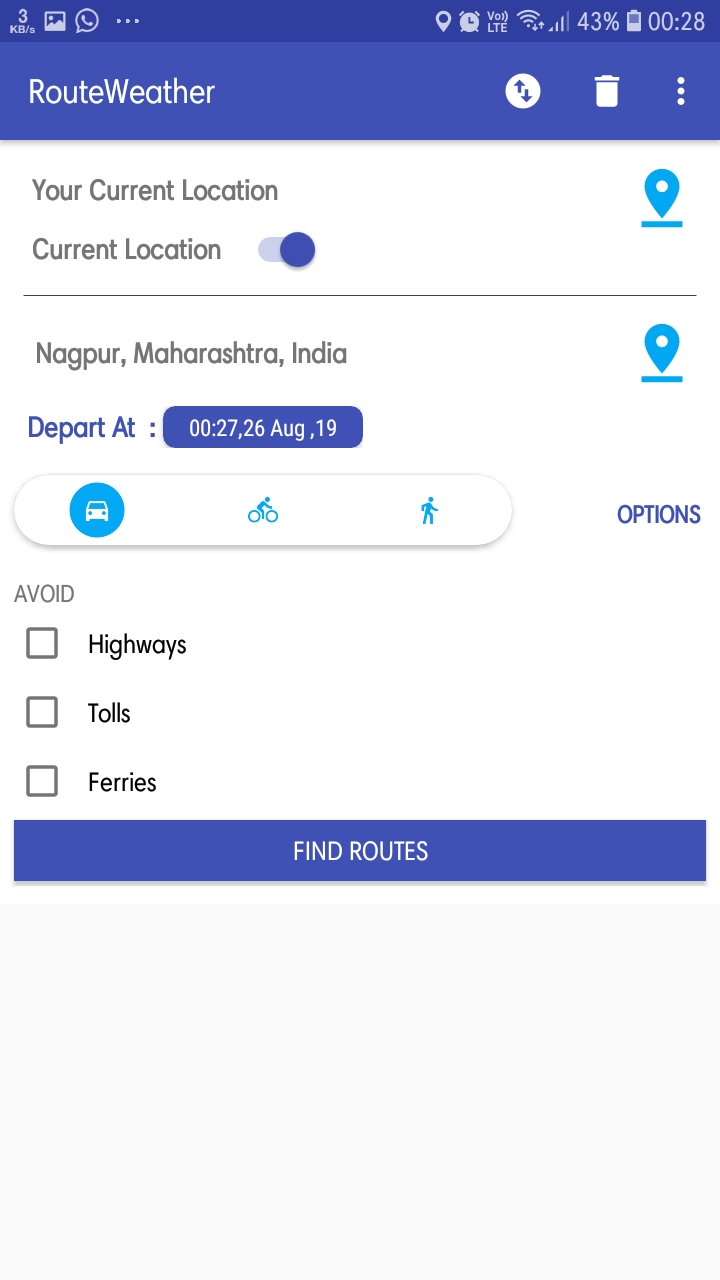 3
KB/s
Vo)) LTE 43% 00:28
RouteWeather
Your Current Location
Current Location
Nagpur, Maharashtra, India
Depart At : 00:27,26 Aug ,19
OPTIONS
AVOID
Highways
Tolls
Ferries
FIND ROUTES